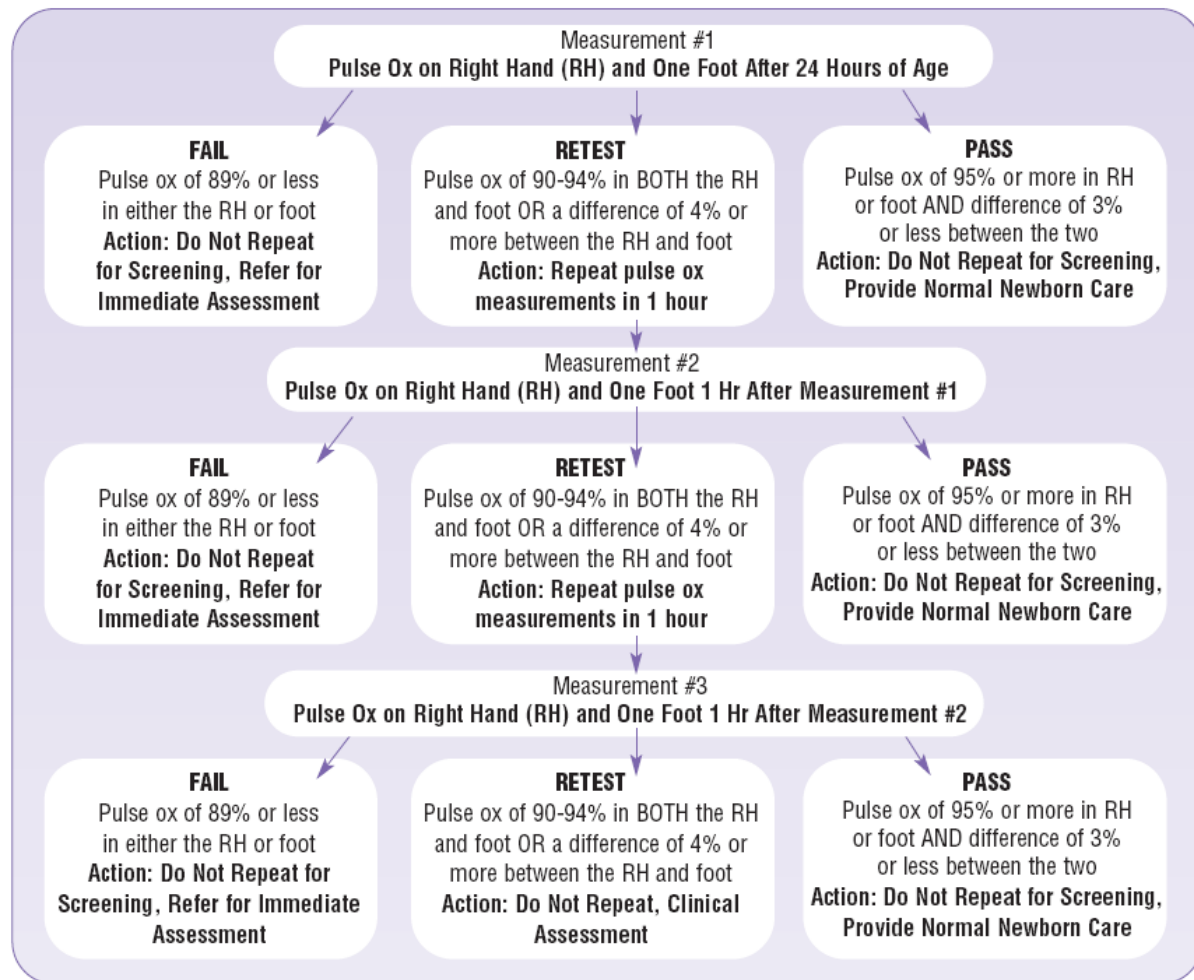 Measurement #1
Pulse Ox on Right Hand (RH) and One Foot After 24 Hours of Age
FAIL
Pulse ox of 89% or less
in either the RH or foot
Action: Do Not Repeat
for Screening, Refer for
Immediate Assessment
RETEST
Pulse ox of 90-94% in BOTH the RH
and foot OR a difference of 4% or
more between the RH and foot
Action: Repeat pulse ox
measurements in 1 hour
PASS
Pulse ox of 95% or more in RH
or foot AND difference of 3%
or less between the two
Action: Do Not Repeat for Screening,
Provide Normal Newborn Care
Measurement #2
Pulse Ox on Right Hand (RH) and One Foot 1 Hr After Measurement #1
FAIL
Pulse ox of 89% or less
in either the RH or foot
Action: Do Not Repeat
for Screening, Refer for
Immediate Assessment
RETEST
Pulse ox of 90-94% in BOTH the RH
and foot OR a difference of 4% or
more between the RH and foot
Action: Repeat pulse ox
measurements in 1 hour
PASS
Pulse ox of 95% or more in RH
or foot AND difference of 3%
or less between the two
Action: Do Not Repeat for Screening,
Provide Normal Newborn Care
Measurement #3
Pulse Ox on Right Hand (RH) and One Foot 1 Hr After Measurement #2
FAIL
Pulse ox of 89% or less
in either the RH or foot
Action: Do Not Repeat for
Screening, Refer for Immediate
Assessment
RETEST
Pulse ox of 90-94% in BOTH the RH
and foot OR a difference of 4% or
more between the RH and foot
Action: Do Not Repeat, Clinical
Assessment
PASS
Pulse ox of 95% or more in RH
or foot AND difference of 3%
or less between the two
Action: Do Not Repeat for Screening,
Provide Normal Newborn Care